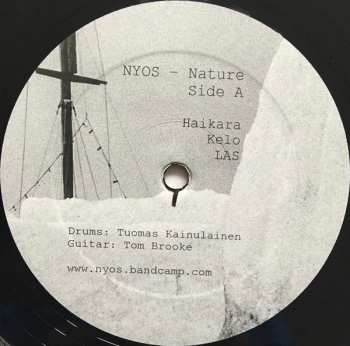 NYOS – Nature
Side A
Haikara
Kelo
LAS
Drums: Tuomas Kainulainen
Guitar: Tom Brooke
www.nyos.bandcamp.com